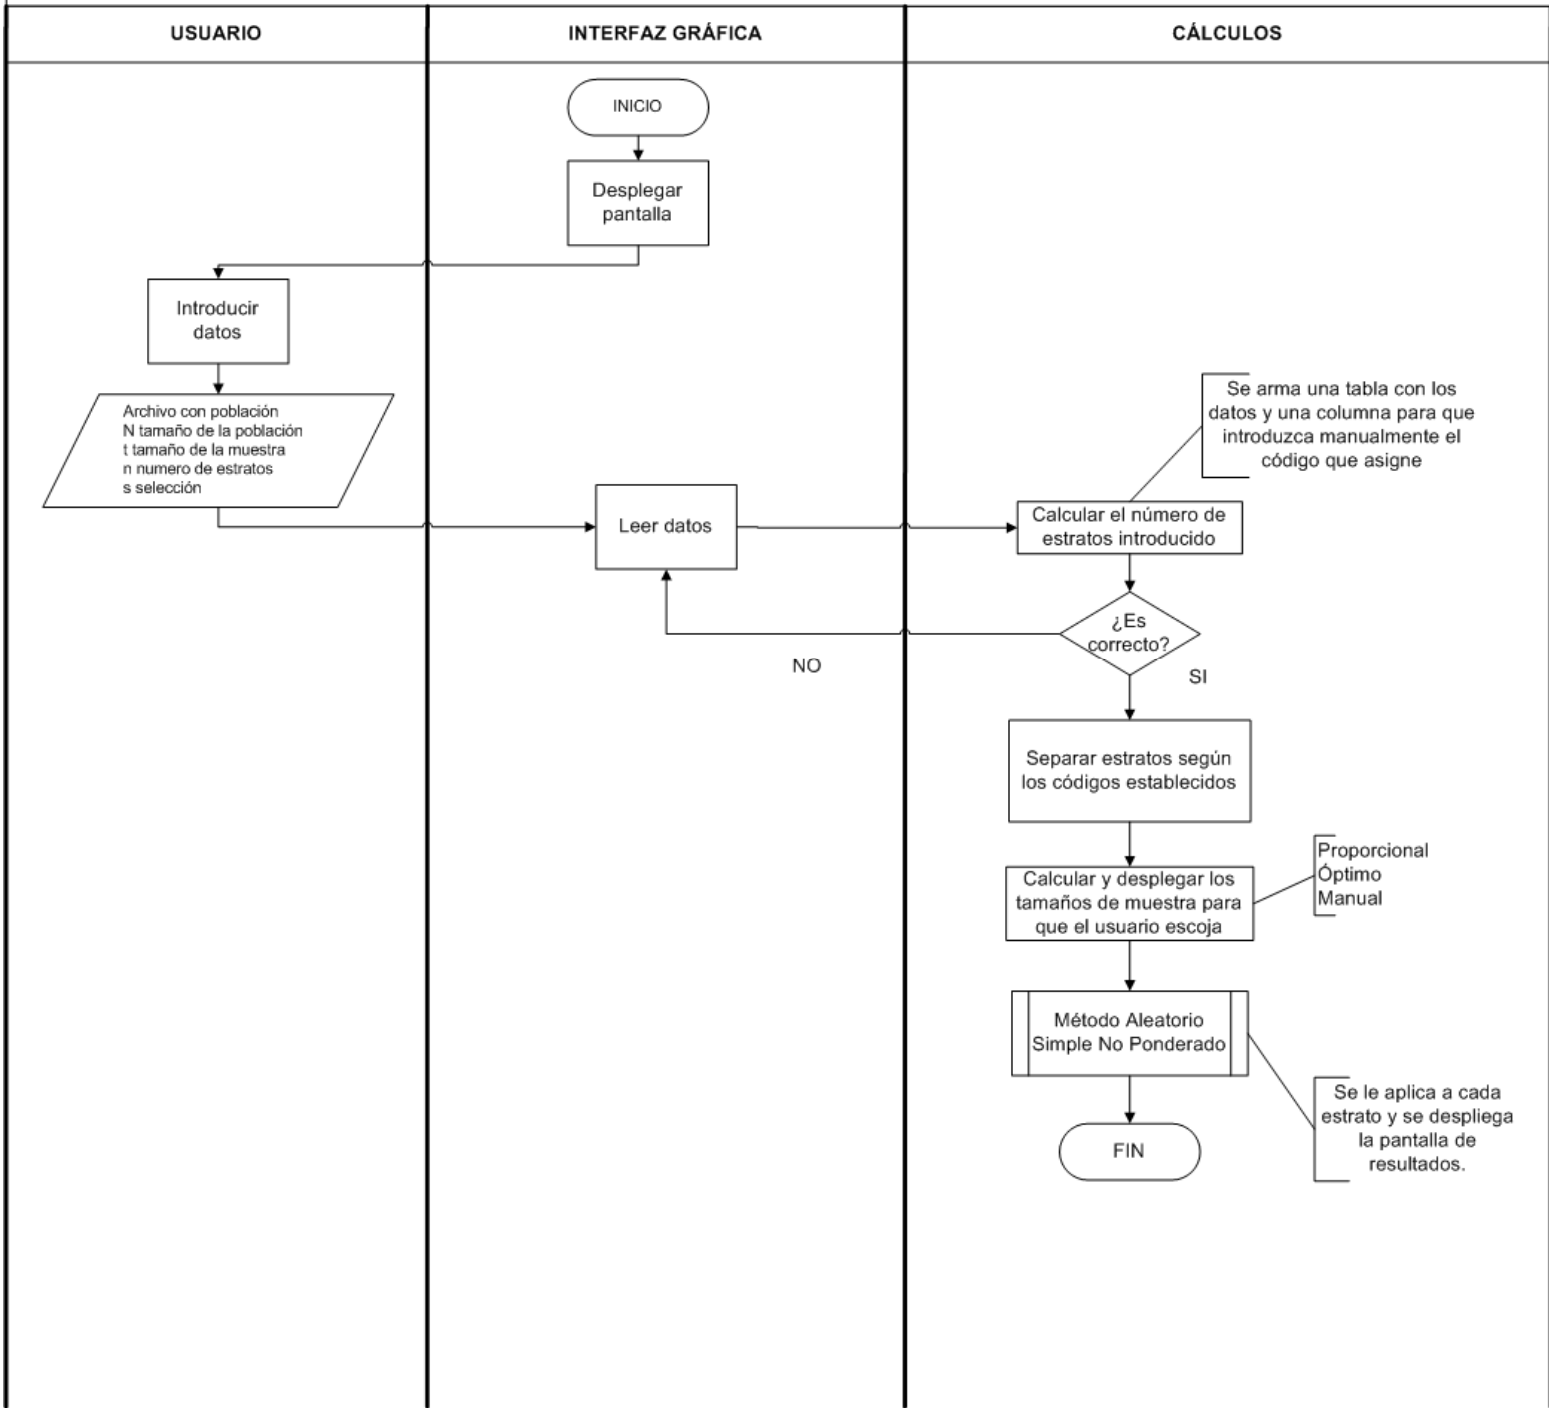 USUARIO
INTERFAZ GRÁFICA
CÁLCULOS
INICIO
Desplegar
pantalla
Introducir
datos
Archivo con población
N tamaño de la población
t tamaño de la muestra
n numero de estratos
s selección
Leer datos
Se arma una tabla con los
datos y una columna para que
introduzca manualmente el
código que asigne
Calcular el número de
estratos introducido
¿Es
correcto?
NO
SI
Separar estratos según
los códigos establecidos
Calcular y desplegar los
tamaños de muestra para
que el usuario escoja
Proporcional
Óptimo
Manual
Método Aleatorio
Simple No Ponderado
Se le aplica a cada
estrato y se despliega
la pantalla de
resultados.
FIN